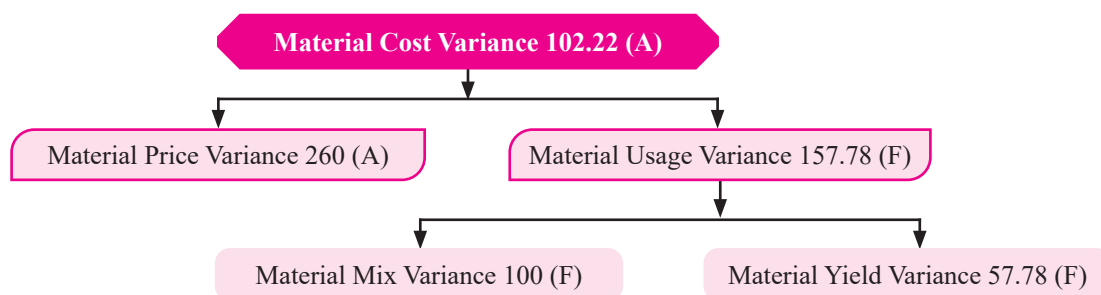 Material Cost Variance 102.22 (A)
Material Price Variance 260 (A)
Material Usage Variance 157.78 (F)
Material Mix Variance 100 (F)
Material Yield Variance 57.78 (F)